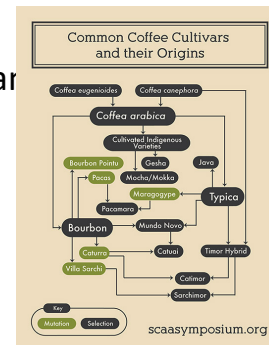 Common Coffee Cultivars
and their Origins
ar
Coffea eugenioides
Coffea canephora
Coffea arabica
Cultivated Indigenous
Varieties
Bourbon Pointu
Gesha
Java
Pacas
Mocha/Mokka
Maragogype
Typica
Pacamara
Bourbon
Mundo Novo
Caturra
Catuai
Timor Hybrid
Villa Sarchi
Catimor
Sarchimor
Key
Mutation
Selection
scaasymposium.org